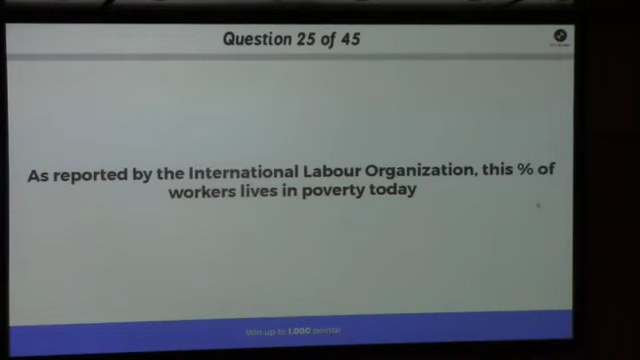 Question 25 of 45
As reported by the International Labour Organization, this % of
workers lives in poverty today
Win up to 1,000 points!